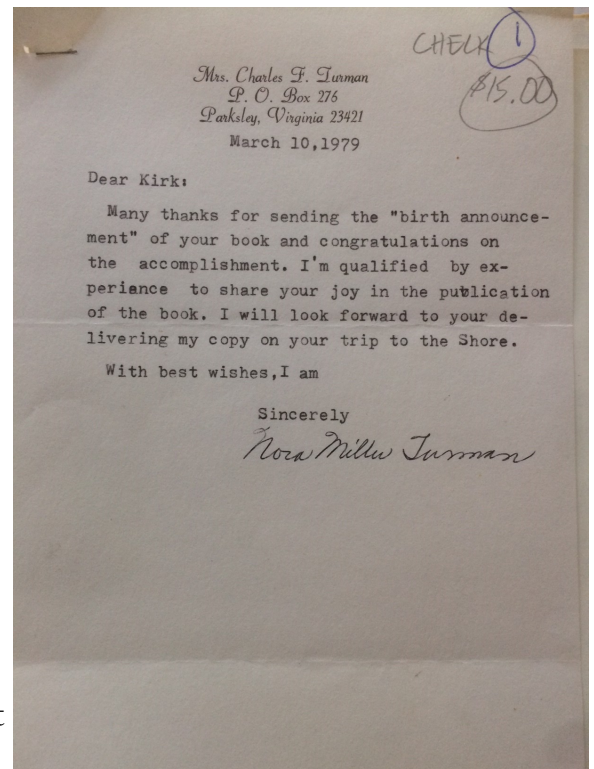 CHECK 1
$15.00
Mrs. Charles F. Turman
P. O. Box 276
Parksley, Virginia 23421
March 10,1979
Dear Kirk:
Many thanks for sending the "birth announce-
ment" of your book and congratulations on
the accomplishment. I'm qualified by ex-
periance to share your joy in the publication
of the book. I will look forward to your de-
livering my copy on your trip to the Shore.
With best wishes,I am
Sincerely
Nora Miller Turman
t